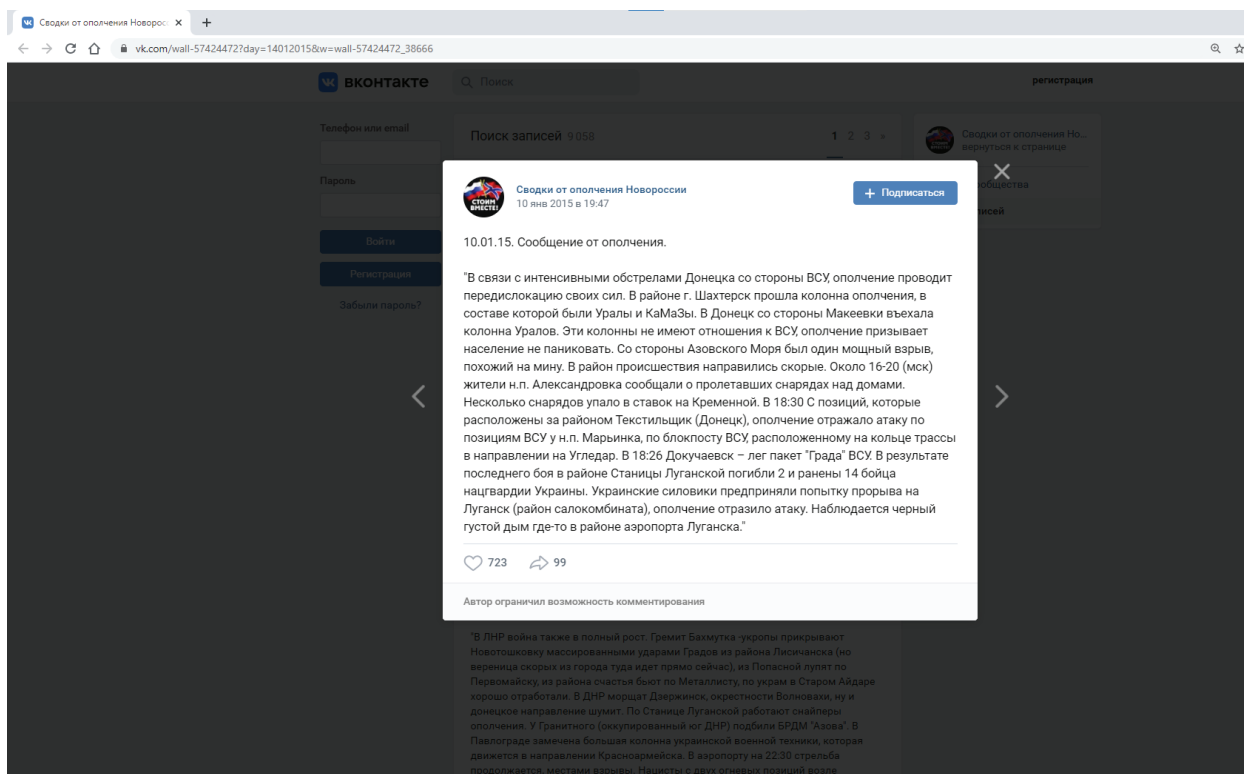 Сводки от ополчения Новорос
vk.com/wall-57424472?day=14012015&w=wall-57424472_38666
вконтакте
Поиск
регистрация
Телефон или email
Поиск записей 9 058
1 2 3 »
Сводки от ополчения Но...
вернуться к странице
Пароль
Сводки от ополчения Новороссии
10 янв 2015 в 19:47
Подписаться
СТОИМ
ВМЕСТЕ!
Войти
Регистрация
Забыли пароль?
10.01.15. Сообщение от ополчения.
"В связи с интенсивными обстрелами Донецка со стороны ВСУ, ополчение проводит
передислокацию своих сил. В районе г. Шахтерск прошла колонна ополчения, в
составе которой были Уралы и КаМаЗы. В Донецк со стороны Макеевки въехала
колонна Уралов. Эти колонны не имеют отношения к ВСУ, ополчение призывает
население не паниковать. Со стороны Азовского Моря был один мощный взрыв,
похожий на мину. В район происшествия направились скорые. Около 16-20 (мск)
жители н.п. Александровка сообщали о пролетавших снарядах над домами.
Несколько снарядов упало в ставок на Кременной. В 18:30 С позиций, которые
расположены за районом Текстильщик (Донецк), ополчение отражало атаку по
позициям ВСУ у н.п. Марьинка, по блокпосту ВСУ, расположенному на кольце трассы
в направлении на Угледар. В 18:26 Докучаевск – лег пакет "Града" ВСУ. В результате
последнего боя в районе Станицы Луганской погибли 2 и ранены 14 бойца
нацгвардии Украины. Украинские силовики предприняли попытку прорыва на
Луганск (район салокомбината), ополчение отразило атаку. Наблюдается черный
густой дым где-то в районе аэропорта Луганска."
723 99
Автор ограничил возможность комментирования
"В ЛНР война также в полный рост. Гремит Бахмутка -укропы прикрывают
Новотошковку массированными ударами Градов из района Лисичанска (но
вереница скорых из города туда идет прямо сейчас), из Попасной лупят по
Первомайску, из района счастья бьют по Металлисту, по украм в Старом Айдаре
хорошо отработали. В ДНР морщат Дзержинск, окрестности Волновахи, ну и
донецкое направление шумит. По Станице Луганской работают снайперы
ополчения. У Гранитного (оккупированный юг ДНР) подбили БРДМ "Азова". В
Павлограде замечена большая колонна украинской военной техники, которая
движется в направлении Красноармейска. В аэропорту на 22:30 стрельба
продолжается, местами взрывы. Нацисты с двух огневых позиций возле